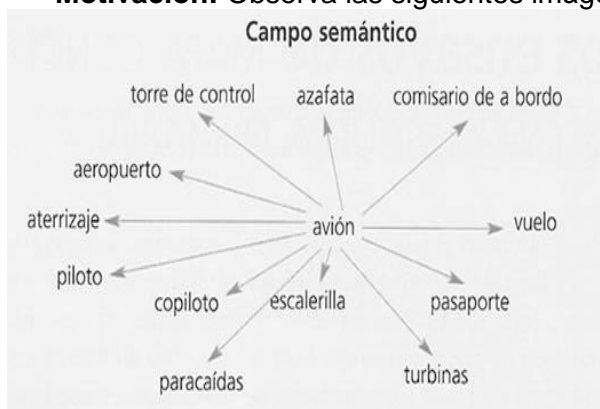 Motivación: Observa las siguientes imáge
Campo semántico
torre de control azafata comisario de a bordo
aeropuerto
aterrizaje avión vuelo
piloto
copiloto escalerilla pasaporte
paracaídas turbinas